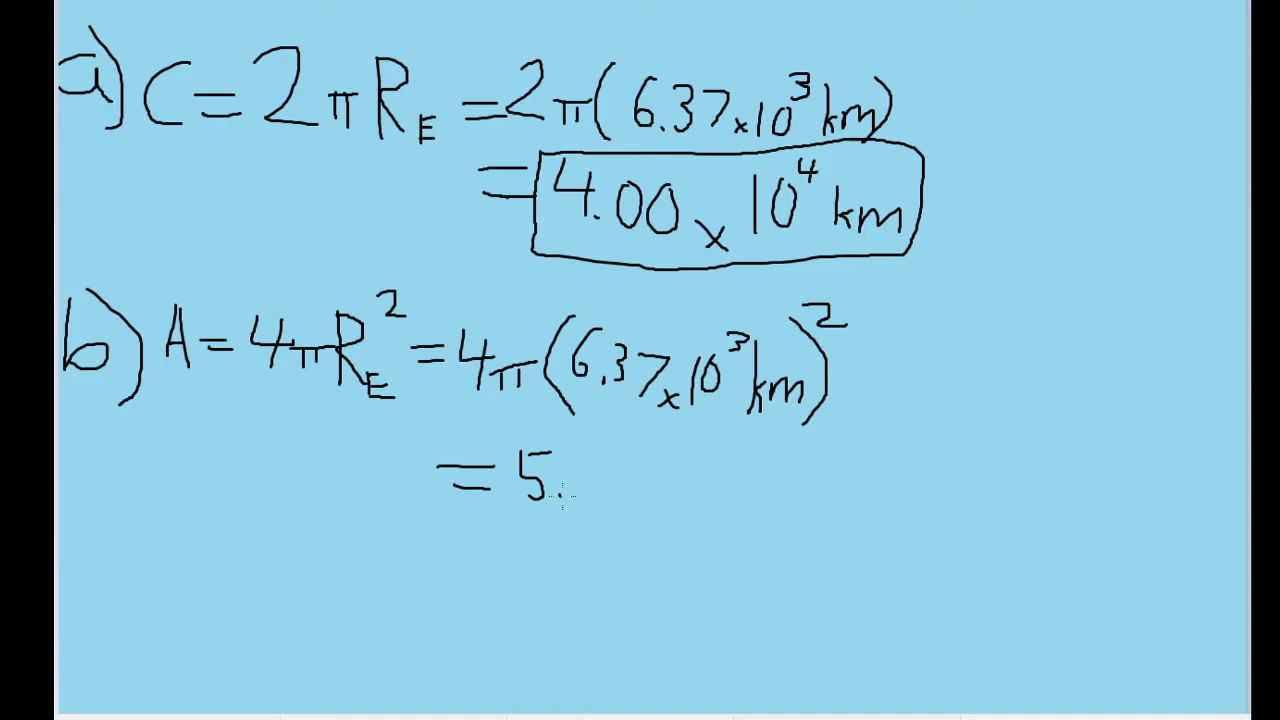 a) C = 2πR_E = 2π(6.37 x 10³ km)
= 4.00 x 10⁴ km
b) A = 4πR_E² = 4π(6.37 x 10³ km)²
= 5.